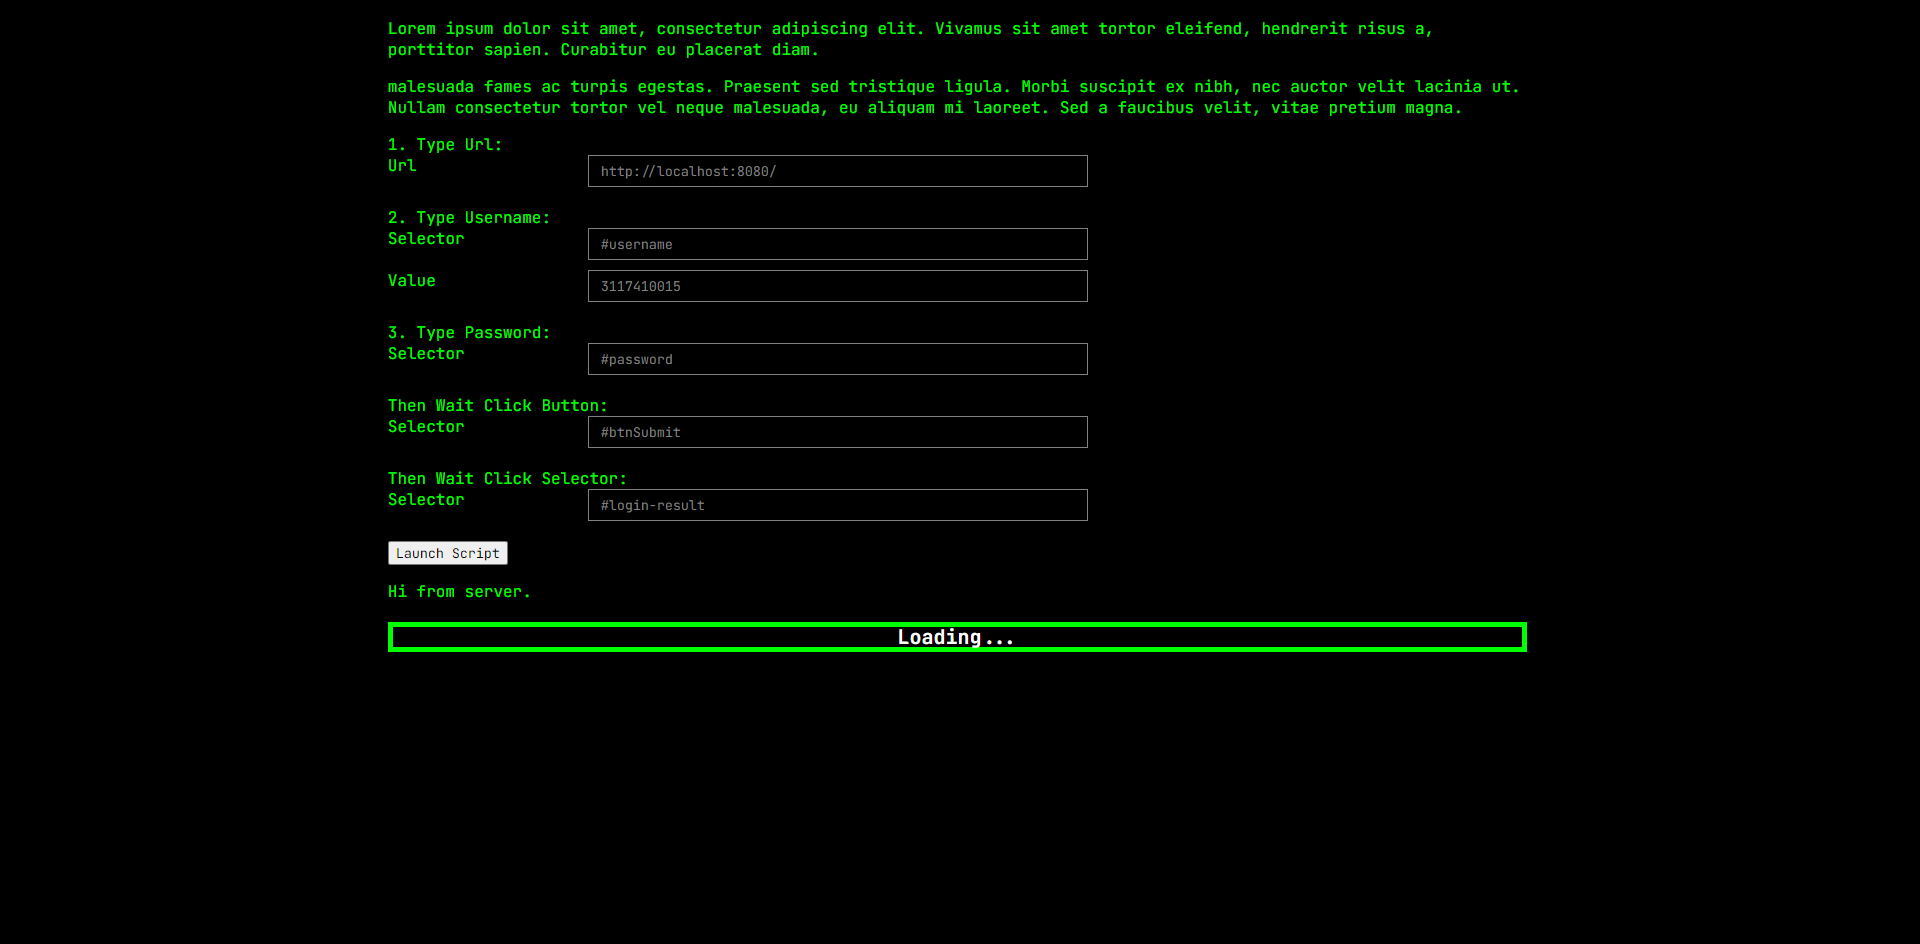 Lorem ipsum dolor sit amet, consectetur adipiscing elit. Vivamus sit amet tortor eleifend, hendrerit risus a,
porttitor sapien. Curabitur eu placerat diam.
malesuada fames ac turpis egestas. Praesent sed tristique ligula. Morbi suscipit ex nibh, nec auctor velit lacinia ut.
Nullam consectetur tortor vel neque malesuada, eu aliquam mi laoreet. Sed a faucibus velit, vitae pretium magna.
1. Type Url:
Url http://localhost:8080/
2. Type Username:
Selector #username
Value 3117410015
3. Type Password:
Selector #password
Then Wait Click Button:
Selector #btnSubmit
Then Wait Click Selector:
Selector #login-result
Launch Script
Hi from server.
Loading...